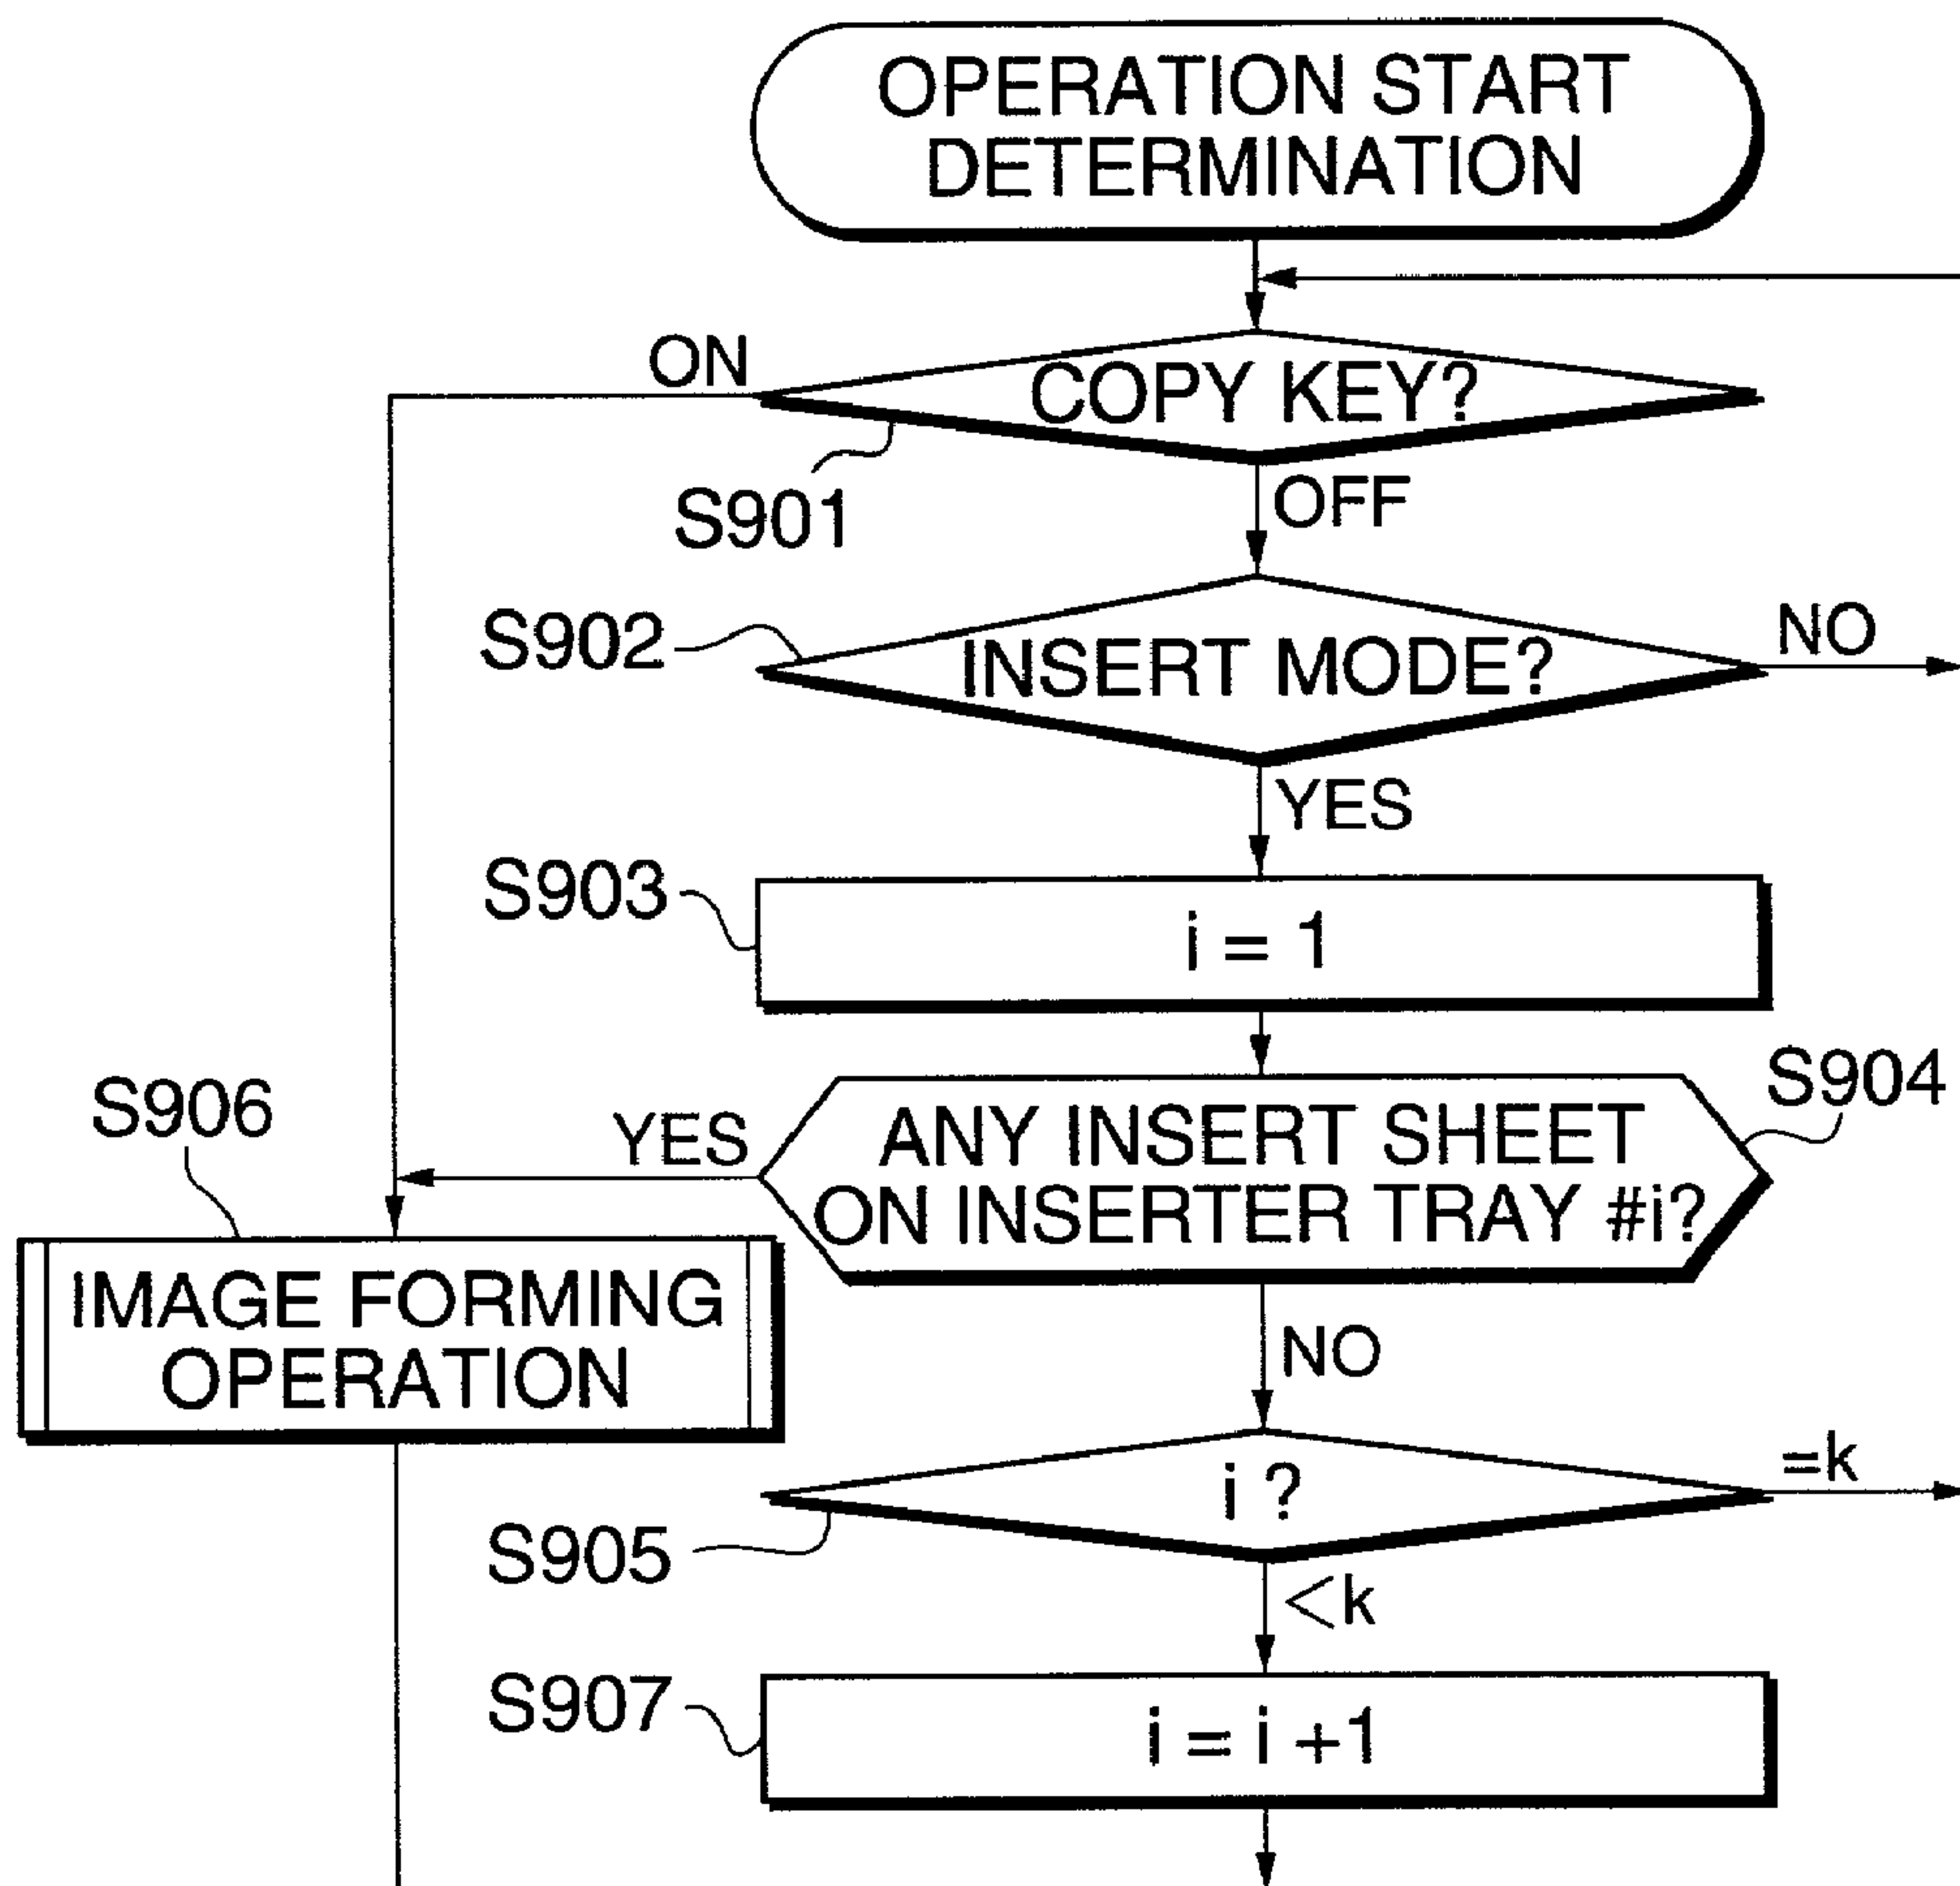 OPERATION START
DETERMINATION
ON
COPY KEY?
S901
OFF
S902
INSERT MODE?
NO
YES
S903
i = 1
S904
S906
YES
ANY INSERT SHEET
ON INSERTER TRAY #i?
IMAGE FORMING
OPERATION
NO
i ?
=k
S905
<k
S907
i = i +1